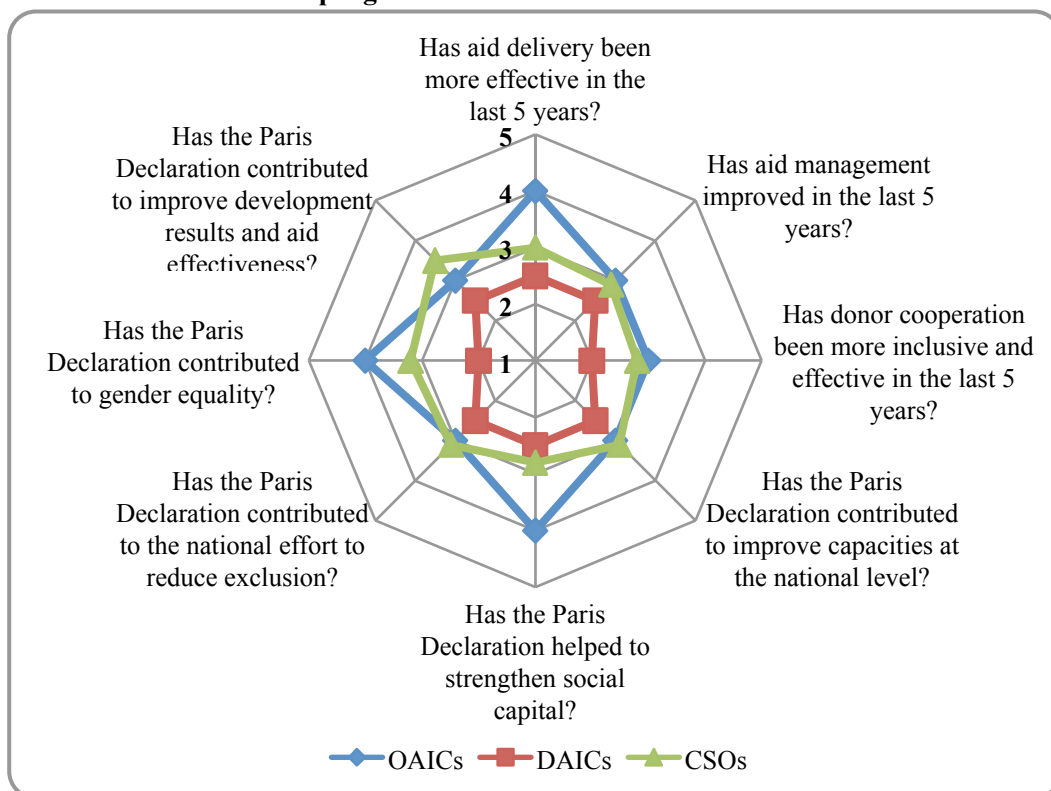 Has aid delivery been
more effective in the
last 5 years?
Has aid management
improved in the last 5
years?
Has donor cooperation
been more inclusive and
effective in the last 5
years?
Has the Paris
Declaration contributed
to improve capacities at
the national level?
Has the Paris
Declaration helped to
strengthen social
capital?
Has the Paris
Declaration contributed
to the national effort to
reduce exclusion?
Has the Paris
Declaration contributed
to gender equality?
Has the Paris
Declaration contributed
to improve development
results and aid
effectiveness?
5
4
3
2
1
OAICs DAICs CSOs